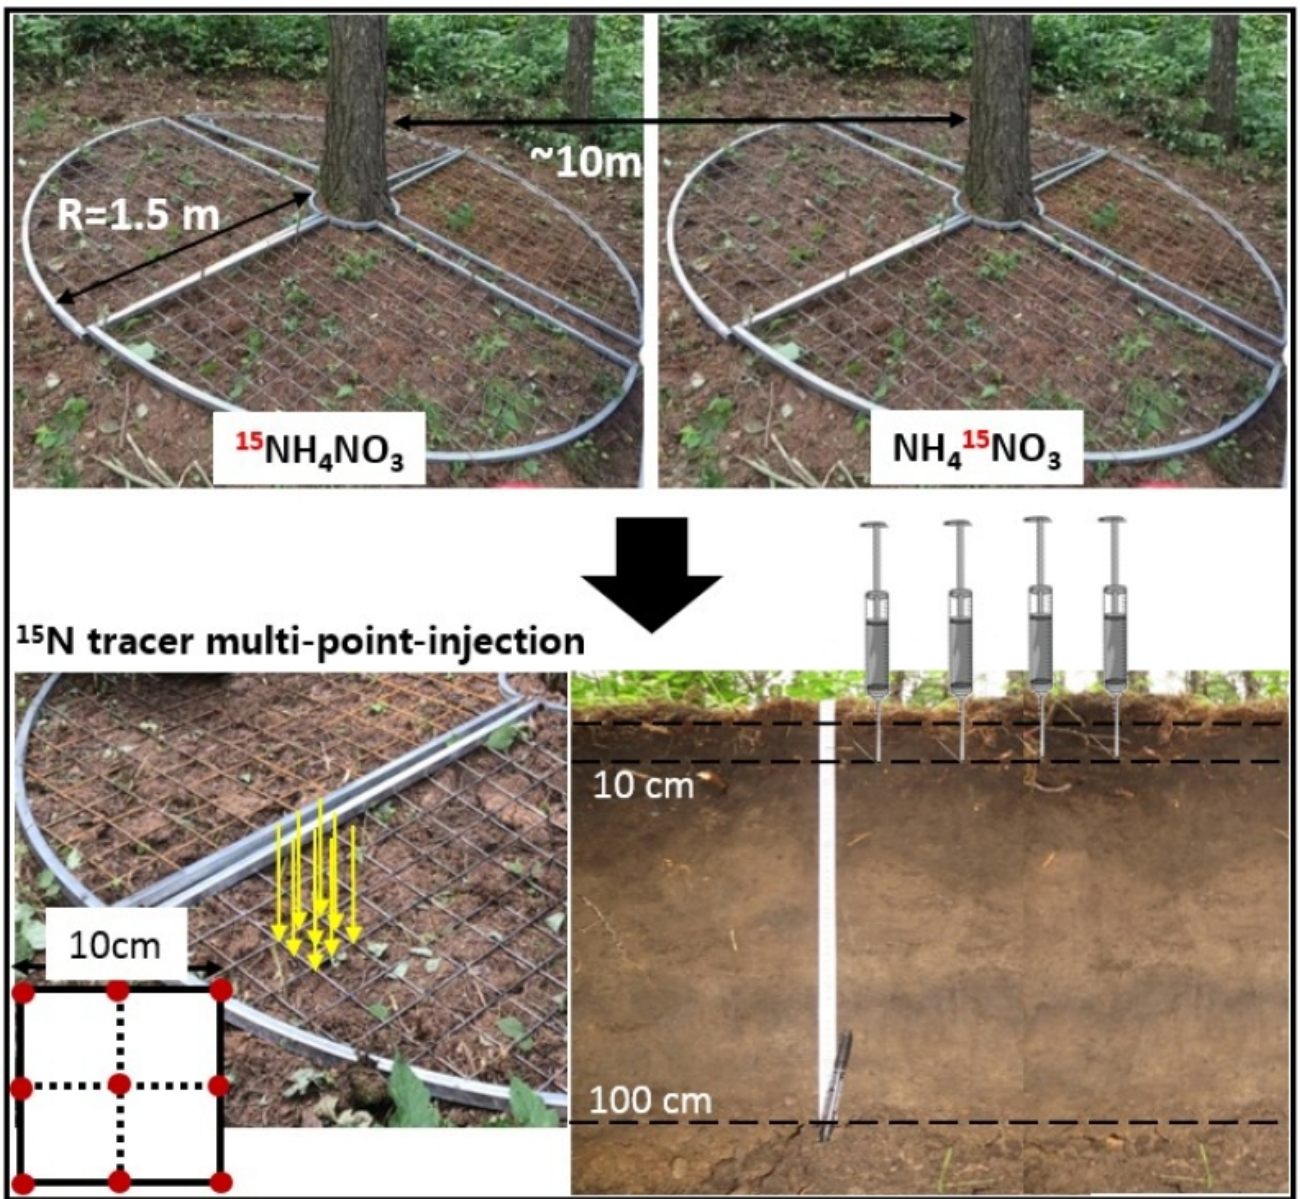 ~10m
R=1.5 m
¹⁵NH₄NO₃
NH₄¹⁵NO₃
¹⁵N tracer multi-point-injection
10 cm
10cm
100 cm